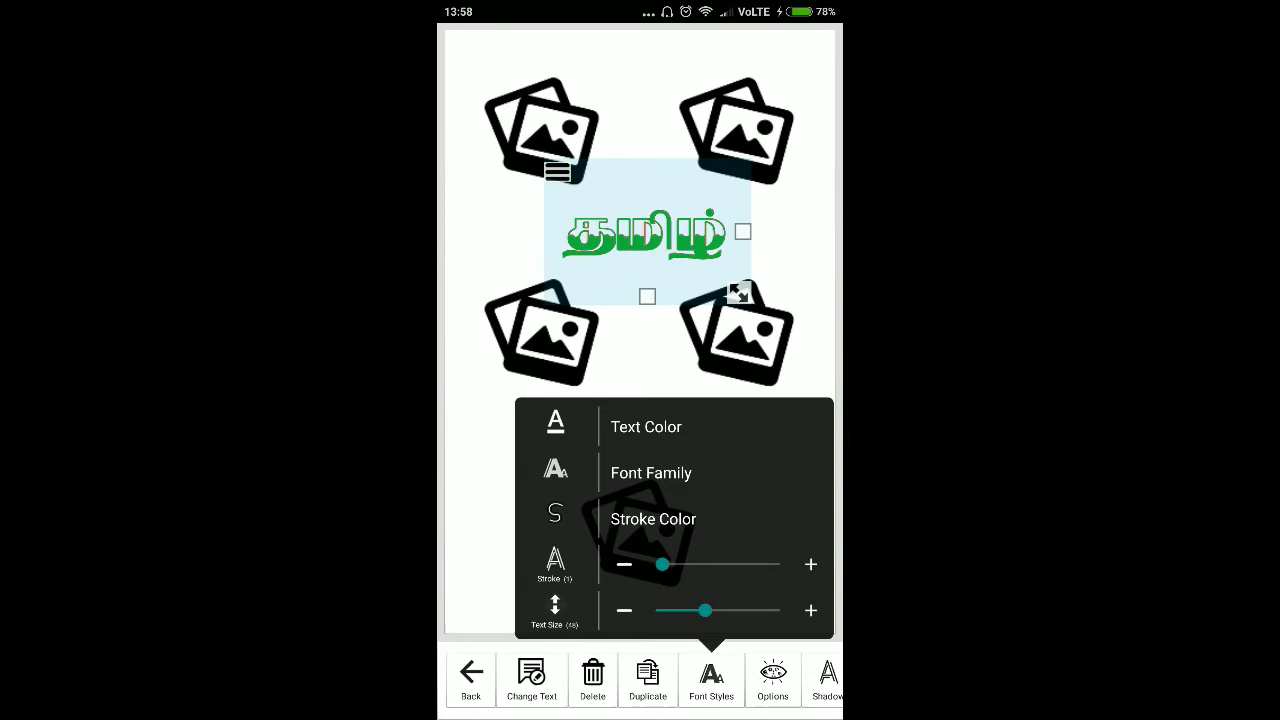 13:58 ... VoLTE 78%
தமிழ்
Text Color
Font Family
Stroke Color
Stroke (1)
Text Size (48)
Back Change Text Delete Duplicate Font Styles Options Shadow